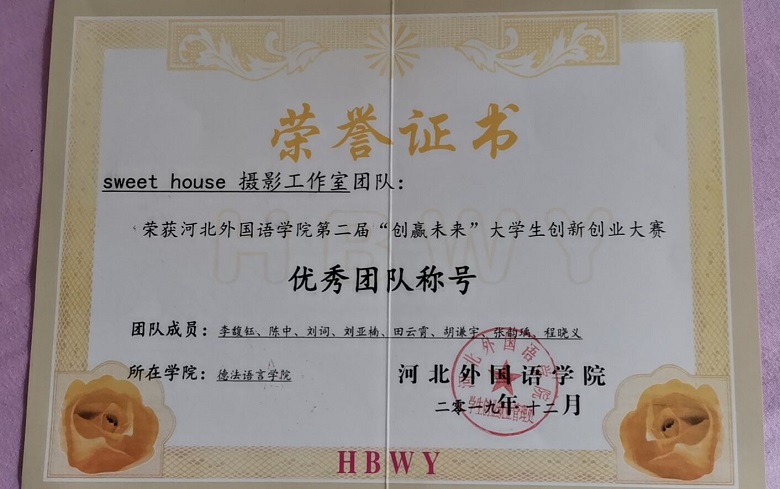 荣誉证书
sweet house 摄影工作室团队：
荣获河北外国语学院第二届“创赢未来”大学生创新创业大赛
优秀团队称号
团队成员：李馥钰、陈中、刘词、刘亚楠、田云霄、胡谦宇、张韵瑀、程晓义
所在学院：德法语言学院
河北外国语学院
二零一九年十二月
HBWY